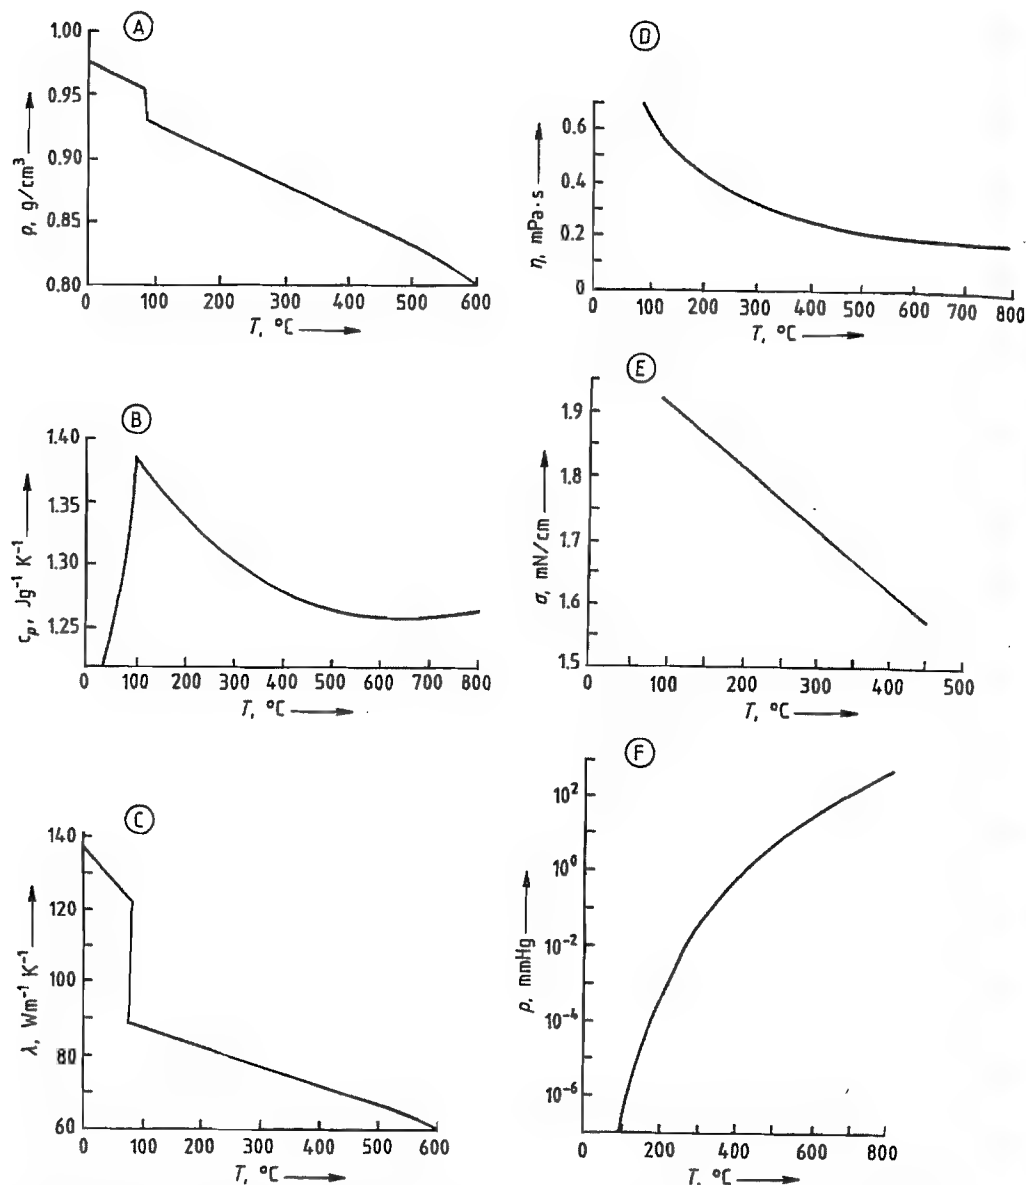 A
1.00
0.95
0.90
0.85
0.80
ρ, g/cm³
0 100 200 300 400 500 600
T, °C
D
0.6
0.4
0.2
0
η, mPa·s
0 100 200 300 400 500 600 700 800
T, °C
B
1.40
1.35
1.30
1.25
cp, Jg⁻¹ K⁻¹
0 100 200 300 400 500 600 700 800
T, °C
E
1.9
1.8
1.7
1.6
1.5
σ, mN/cm
0 100 200 300 400 500
T, °C
C
140
120
100
80
60
λ, Wm⁻¹ K⁻¹
0 100 200 300 400 500 600
T, °C
F
10²
10⁰
10⁻²
10⁻⁴
10⁻⁶
p, mmHg
0 200 400 600 800
T, °C